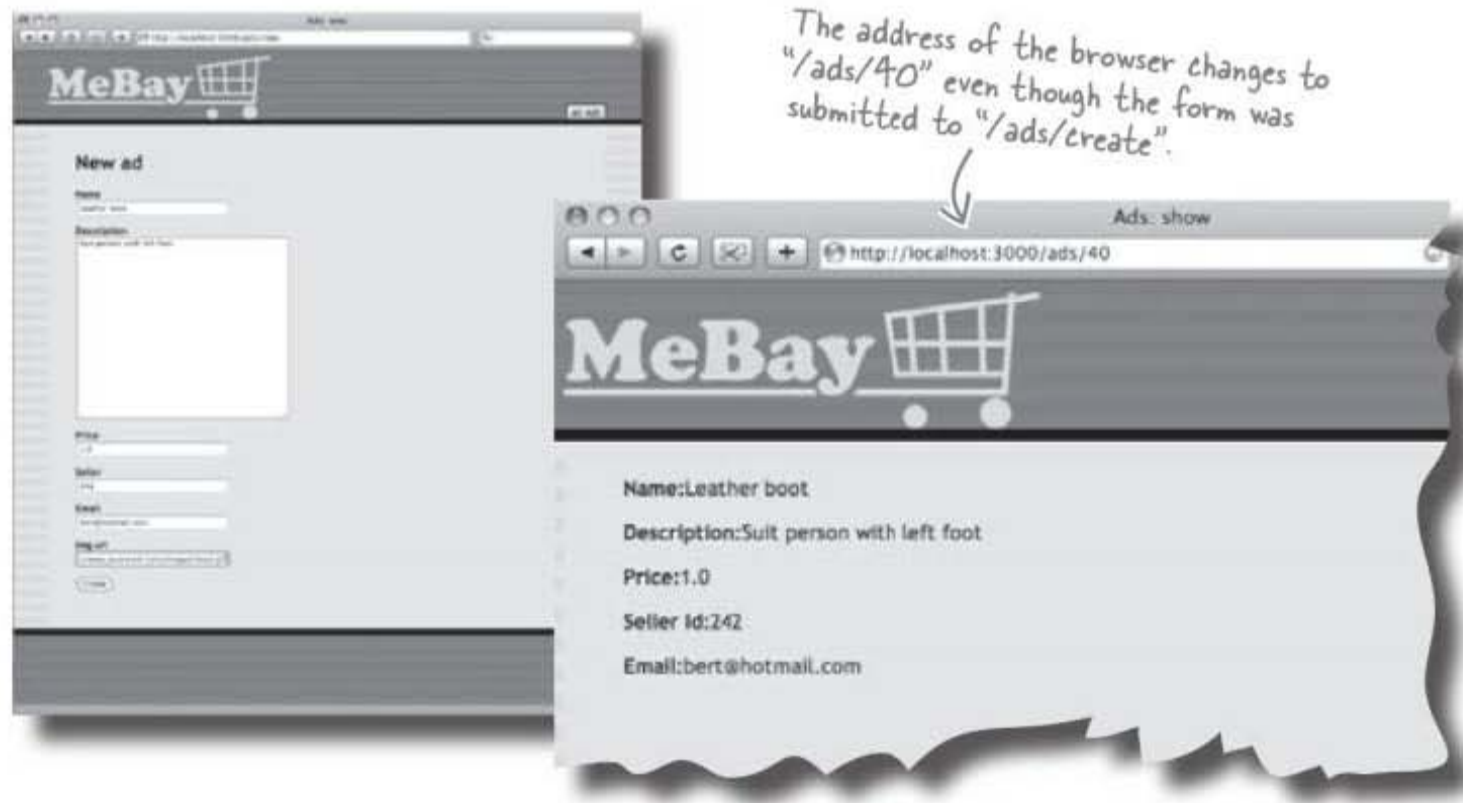 MeBay
New ad
Name
Description
Price
Seller
Email
Img url
The address of the browser changes to
"/ads/40" even though the form was
submitted to "/ads/create".
Ads: show
http://localhost:3000/ads/40
MeBay
Name:Leather boot
Description:Suit person with left foot
Price:1.0
Seller Id:242
Email:bert@hotmail.com